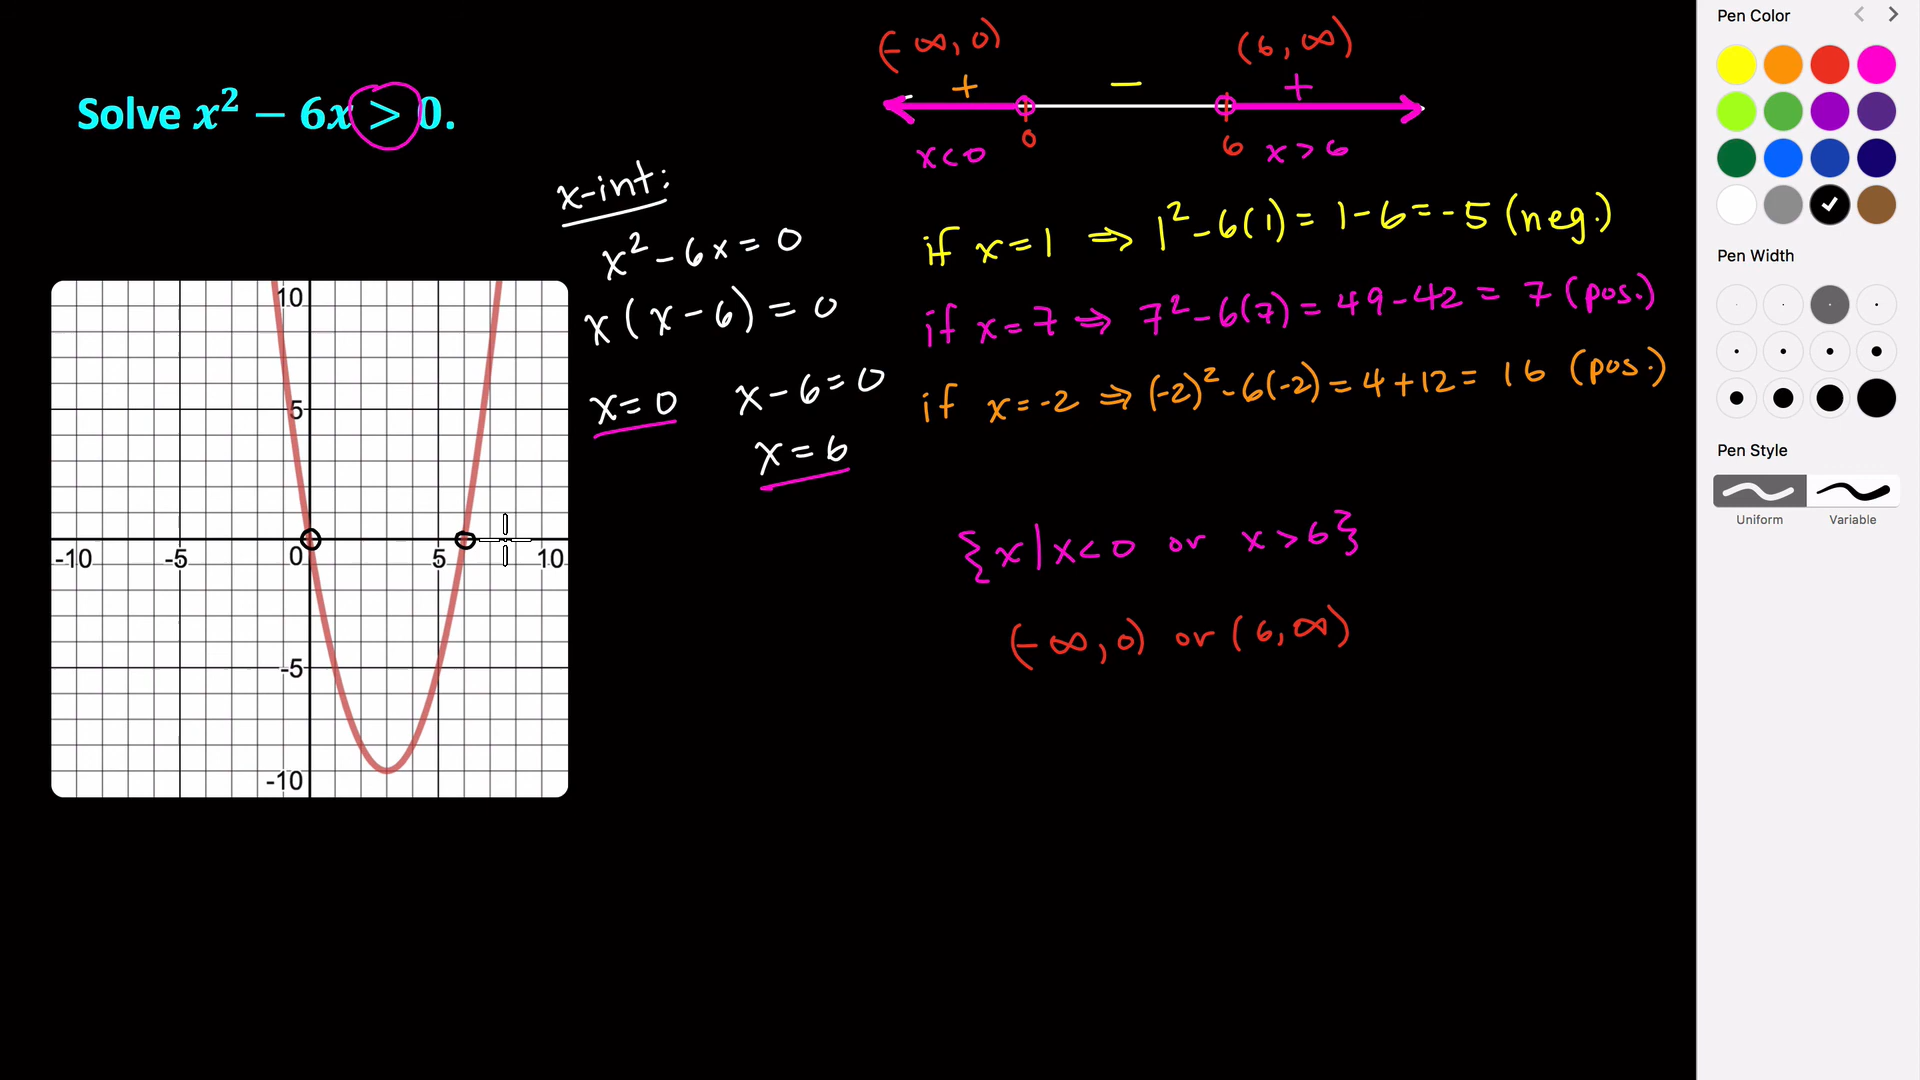 Solve x² − 6x > 0.
(-∞, 0)
(6, ∞)
+ − +
0 6
x<0
x>6
x-int:
x² - 6x = 0
x(x-6) = 0
x=0
x-6=0
x=6
if x=1 ⇒ 1² - 6(1) = 1-6 = -5 (neg.)
if x=7 ⇒ 7² - 6(7) = 49-42 = 7 (pos.)
if x=-2 ⇒ (-2)² - 6(-2) = 4+12 = 16 (pos.)
{x|x<0 or x>6}
(-∞, 0) or (6, ∞)
10
5
-10 -5 0 5 10
-5
-10
Pen Color
Pen Width
Pen Style
Uniform Variable